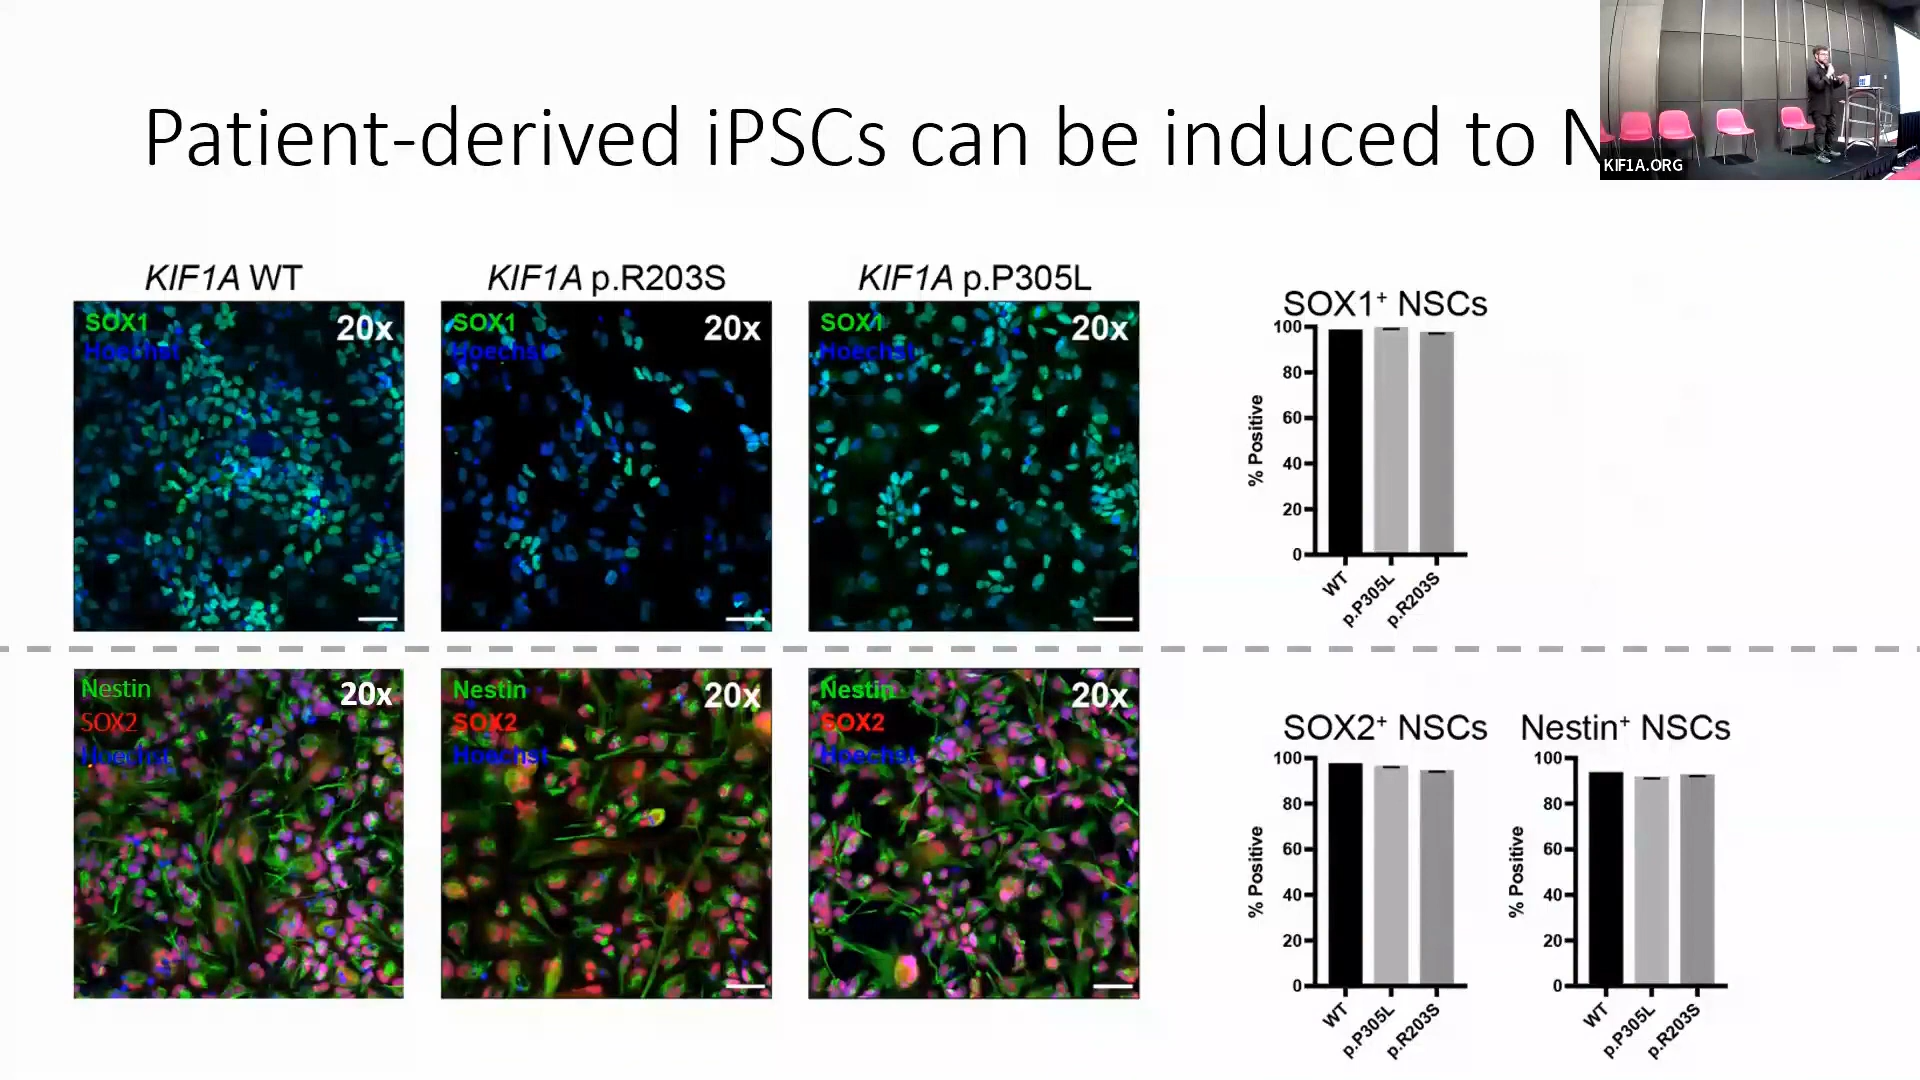 Patient-derived iPSCs can be induced to N
KIF1A.ORG
KIF1A WT
KIF1A p.R203S
KIF1A p.P305L
SOX1
Hoechst
20x
SOX1
Hoechst
20x
SOX1
Hoechst
20x
SOX1⁺ NSCs
% Positive
100
80
60
40
20
0
WT
p.P305L
p.R203S
Nestin
SOX2
Hoechst
20x
Nestin
SOX2
Hoechst
20x
Nestin
SOX2
Hoechst
20x
SOX2⁺ NSCs
% Positive
100
80
60
40
20
0
WT
p.P305L
p.R203S
Nestin⁺ NSCs
% Positive
100
80
60
40
20
0
WT
p.P305L
p.R203S